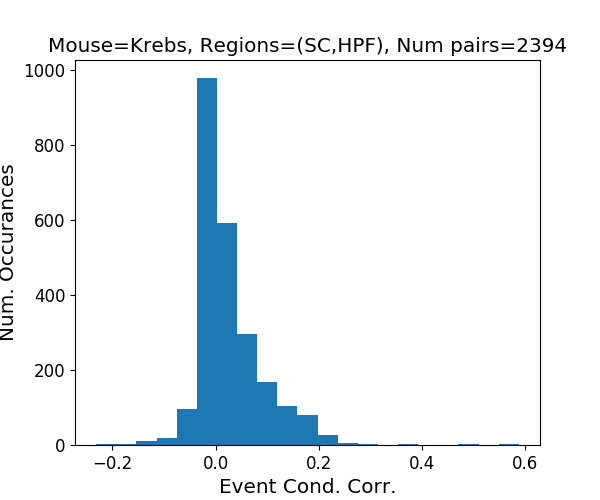 Mouse=Krebs, Regions=(SC,HPF), Num pairs=2394
1000
800
600
400
200
0
Num. Occurances
−0.2 0.0 0.2 0.4 0.6
Event Cond. Corr.